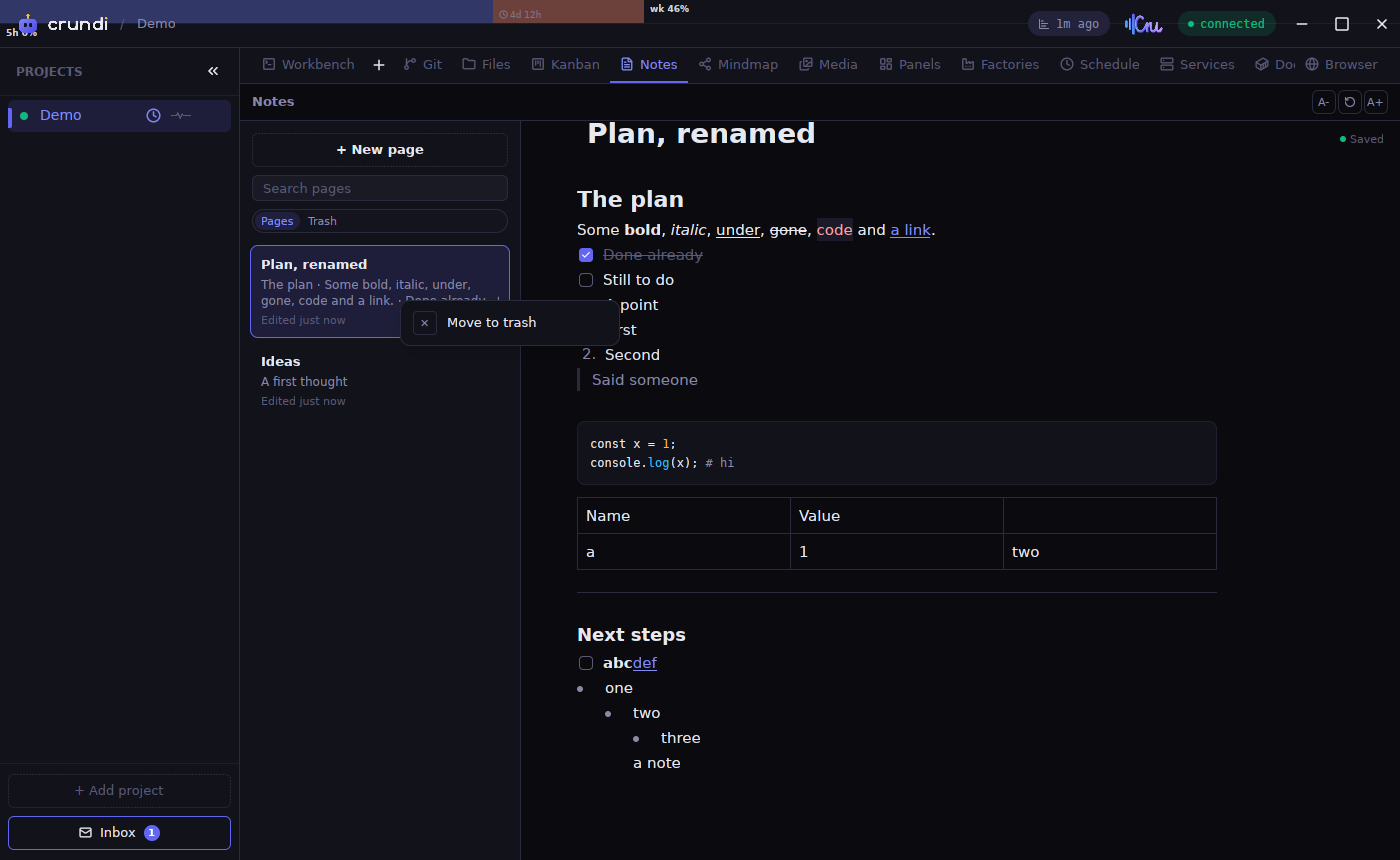 4d 12h
wk 46%
crundi / Demo
1m ago
connected
PROJECTS
Workbench
Git
Files
Kanban
Notes
Mindmap
Media
Panels
Factories
Schedule
Services
Browser
Demo
Notes
A-
A+
+ New page
Search pages
Pages
Trash
Plan, renamed
The plan · Some bold, italic, under,
gone, code and a link. ·
Edited just now
Move to trash
Ideas
A first thought
Edited just now
Plan, renamed
Saved
The plan
Some bold, italic, under, gone, code and a link.
Done already
Still to do
point
2. Second
Said someone
const x = 1;
console.log(x); # hi
Name
Value
a
1
two
Next steps
abcdef
one
two
three
a note
+ Add project
Inbox 1